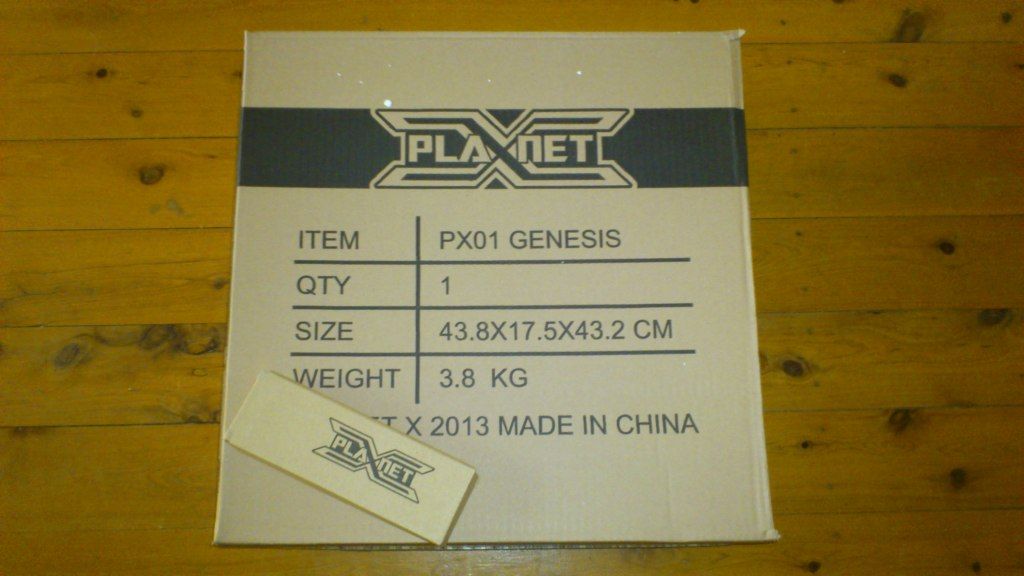 PLANET
ITEM PX01 GENESIS
QTY 1
SIZE 43.8X17.5X43.2 CM
WEIGHT 3.8 KG
X 2013 MADE IN CHINA
PLANET